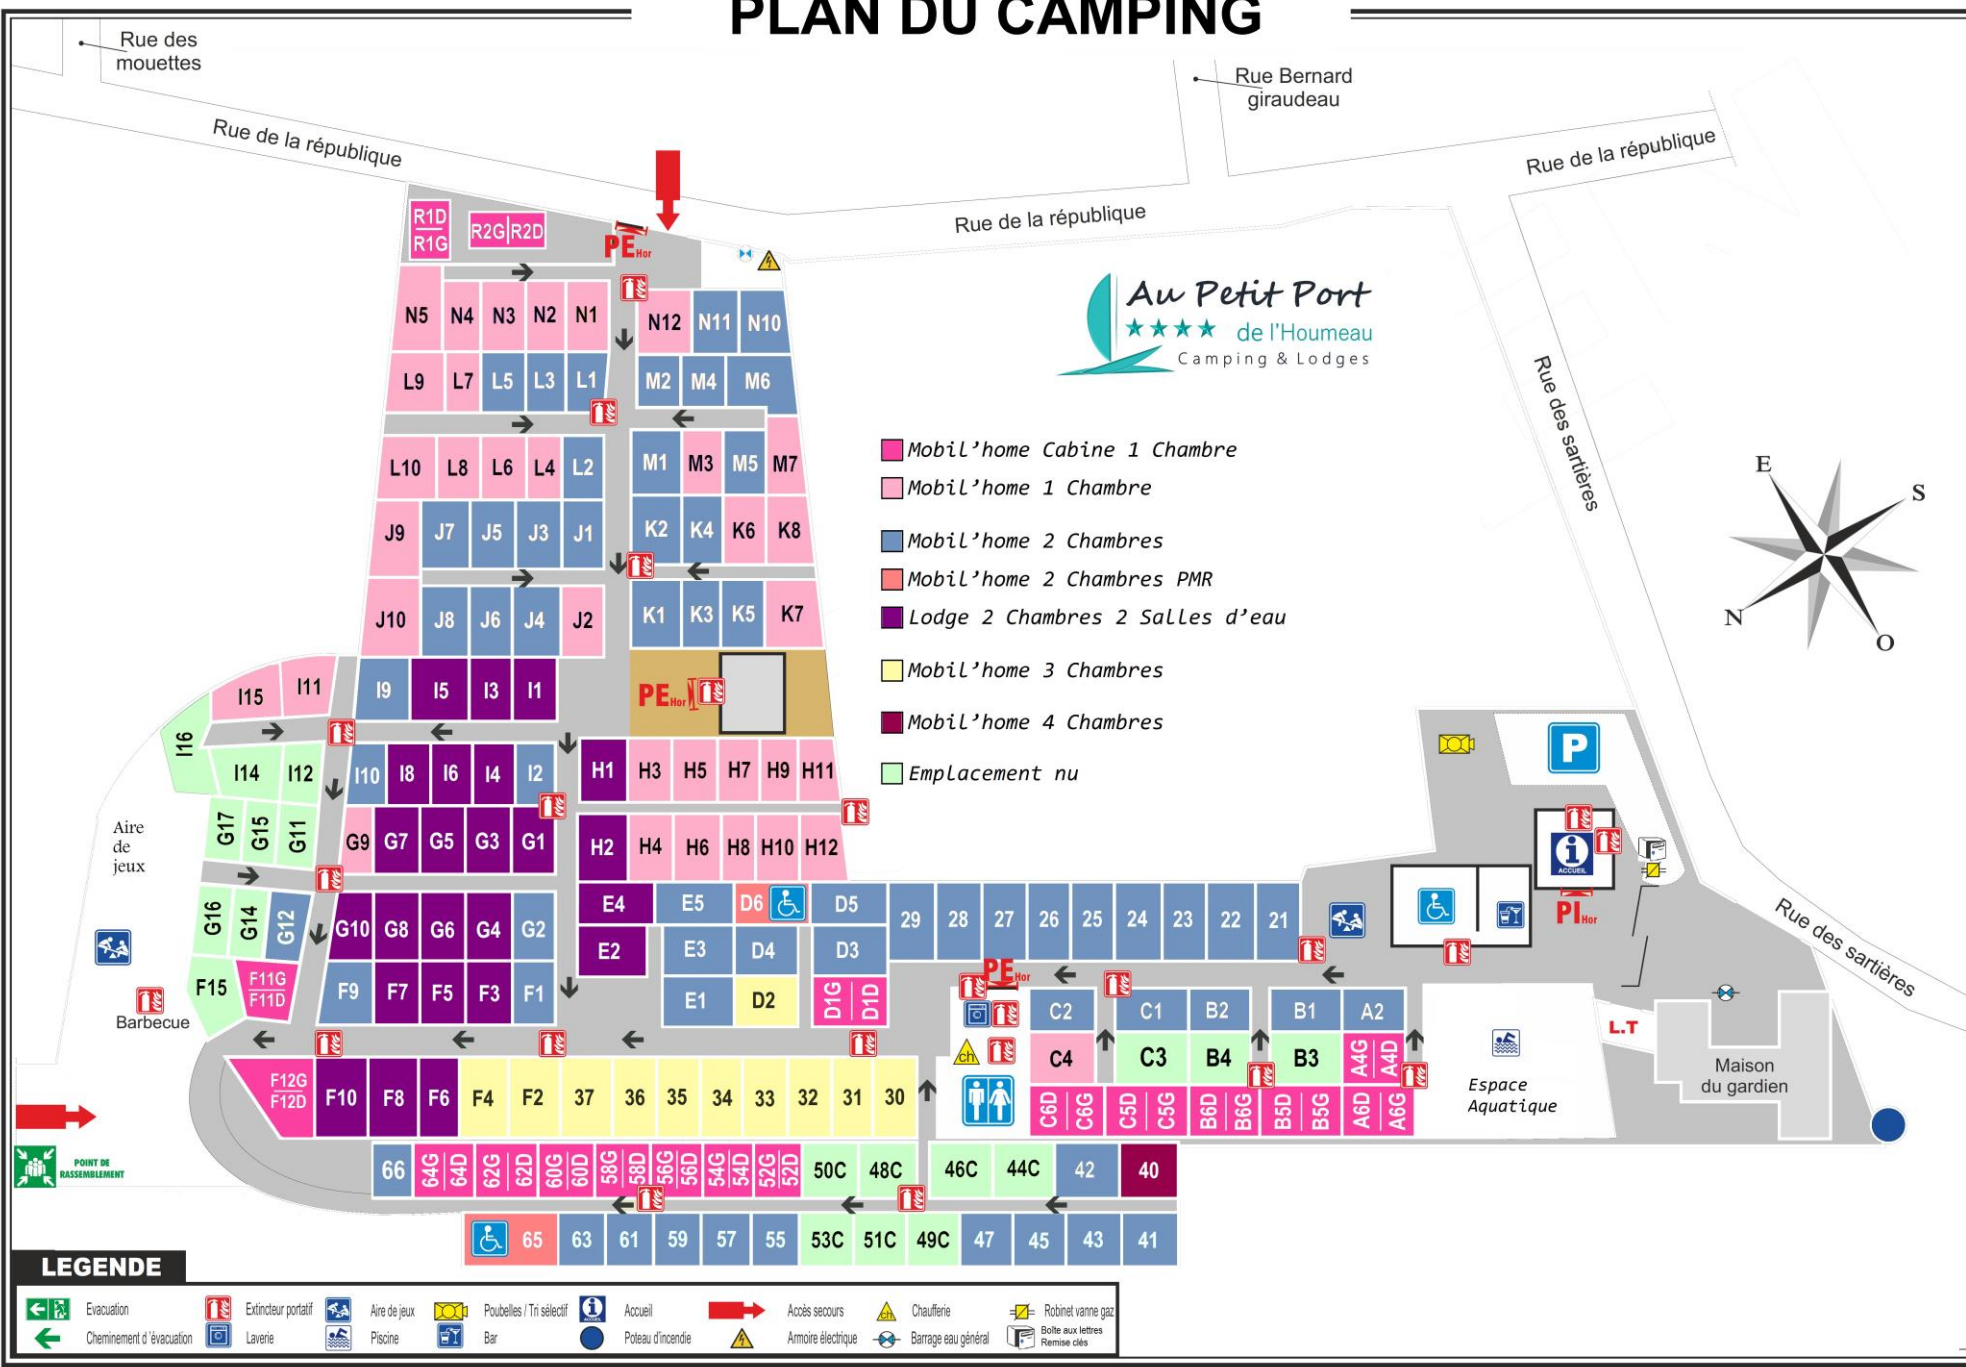 PLAN DU CAMPING
Rue des
mouettes
Rue Bernard
giraudeau
Rue de la république
Rue de la république
Rue de la république
R1D
R1G
R2G R2D
PE Hor
N5 N4 N3 N2 N1
N12 N11 N10
L9 L7 L5 L3 L1
M2 M4 M6
L10 L8 L6 L4 L2
M1 M3 M5 M7
J9 J7 J5 J3 J1
K2 K4 K6 K8
J10 J8 J6 J4 J2
K1 K3 K5 K7
Au Petit Port
de l'Houmeau
Camping & Lodges
Rue des sartières
Mobil'home Cabine 1 Chambre
Mobil'home 1 Chambre
Mobil'home 2 Chambres
Mobil'home 2 Chambres PMR
Lodge 2 Chambres 2 Salles d'eau
Mobil'home 3 Chambres
Mobil'home 4 Chambres
Emplacement nu
E
S
N
O
I15 I11 I9 I5 I3 I1
PE Hor
I16
I14 I12 I10 I8 I6 I4 I2
H1 H3 H5 H7 H9 H11
G17 G15 G11 G9 G7 G5 G3 G1
H2 H4 H6 H8 H10 H12
Aire
de
jeux
P
i
ACCUEIL
PI Hor
G16 G14 G12 G10 G8 G6 G4 G2
E4 E5 D6 D5
E2 E3 D4 D3
29 28 27 26 25 24 23 22 21
Rue des sartières
F15
F11G
F11D
F9 F7 F5 F3 F1
E1 D2 D1G D1D
PE Hor
Barbecue
C2 C1 B2 B1 A2
ch
C4 C3 B4 B3 A4G A4D
C6D C6G C5D C5G B6D B6G B5D B5G A6D A6G
L.T
Espace
Aquatique
Maison
du gardien
F12G
F12D
F10 F8 F6 F4 F2 37 36 35 34 33 32 31 30
POINT DE
RASSEMBLEMENT
66 64G 64D 62G 62D 60G 60D 58G 58D 56G 56D 54G 54D 52G 52D 50C 48C 46C 44C 42 40
65 63 61 59 57 55 53C 51C 49C 47 45 43 41
LEGENDE
Evacuation
Extincteur portatif
Aire de jeux
Poubelles / Tri sélectif
i
ACCUEIL
Accueil
Accès secours
ch
Chaufferie
Robinet vanne gaz
Cheminement d'évacuation
Laverie
Piscine
Bar
Poteau d'incendie
Armoire électrique
Barrage eau général
Boîte aux lettres
Remise clés